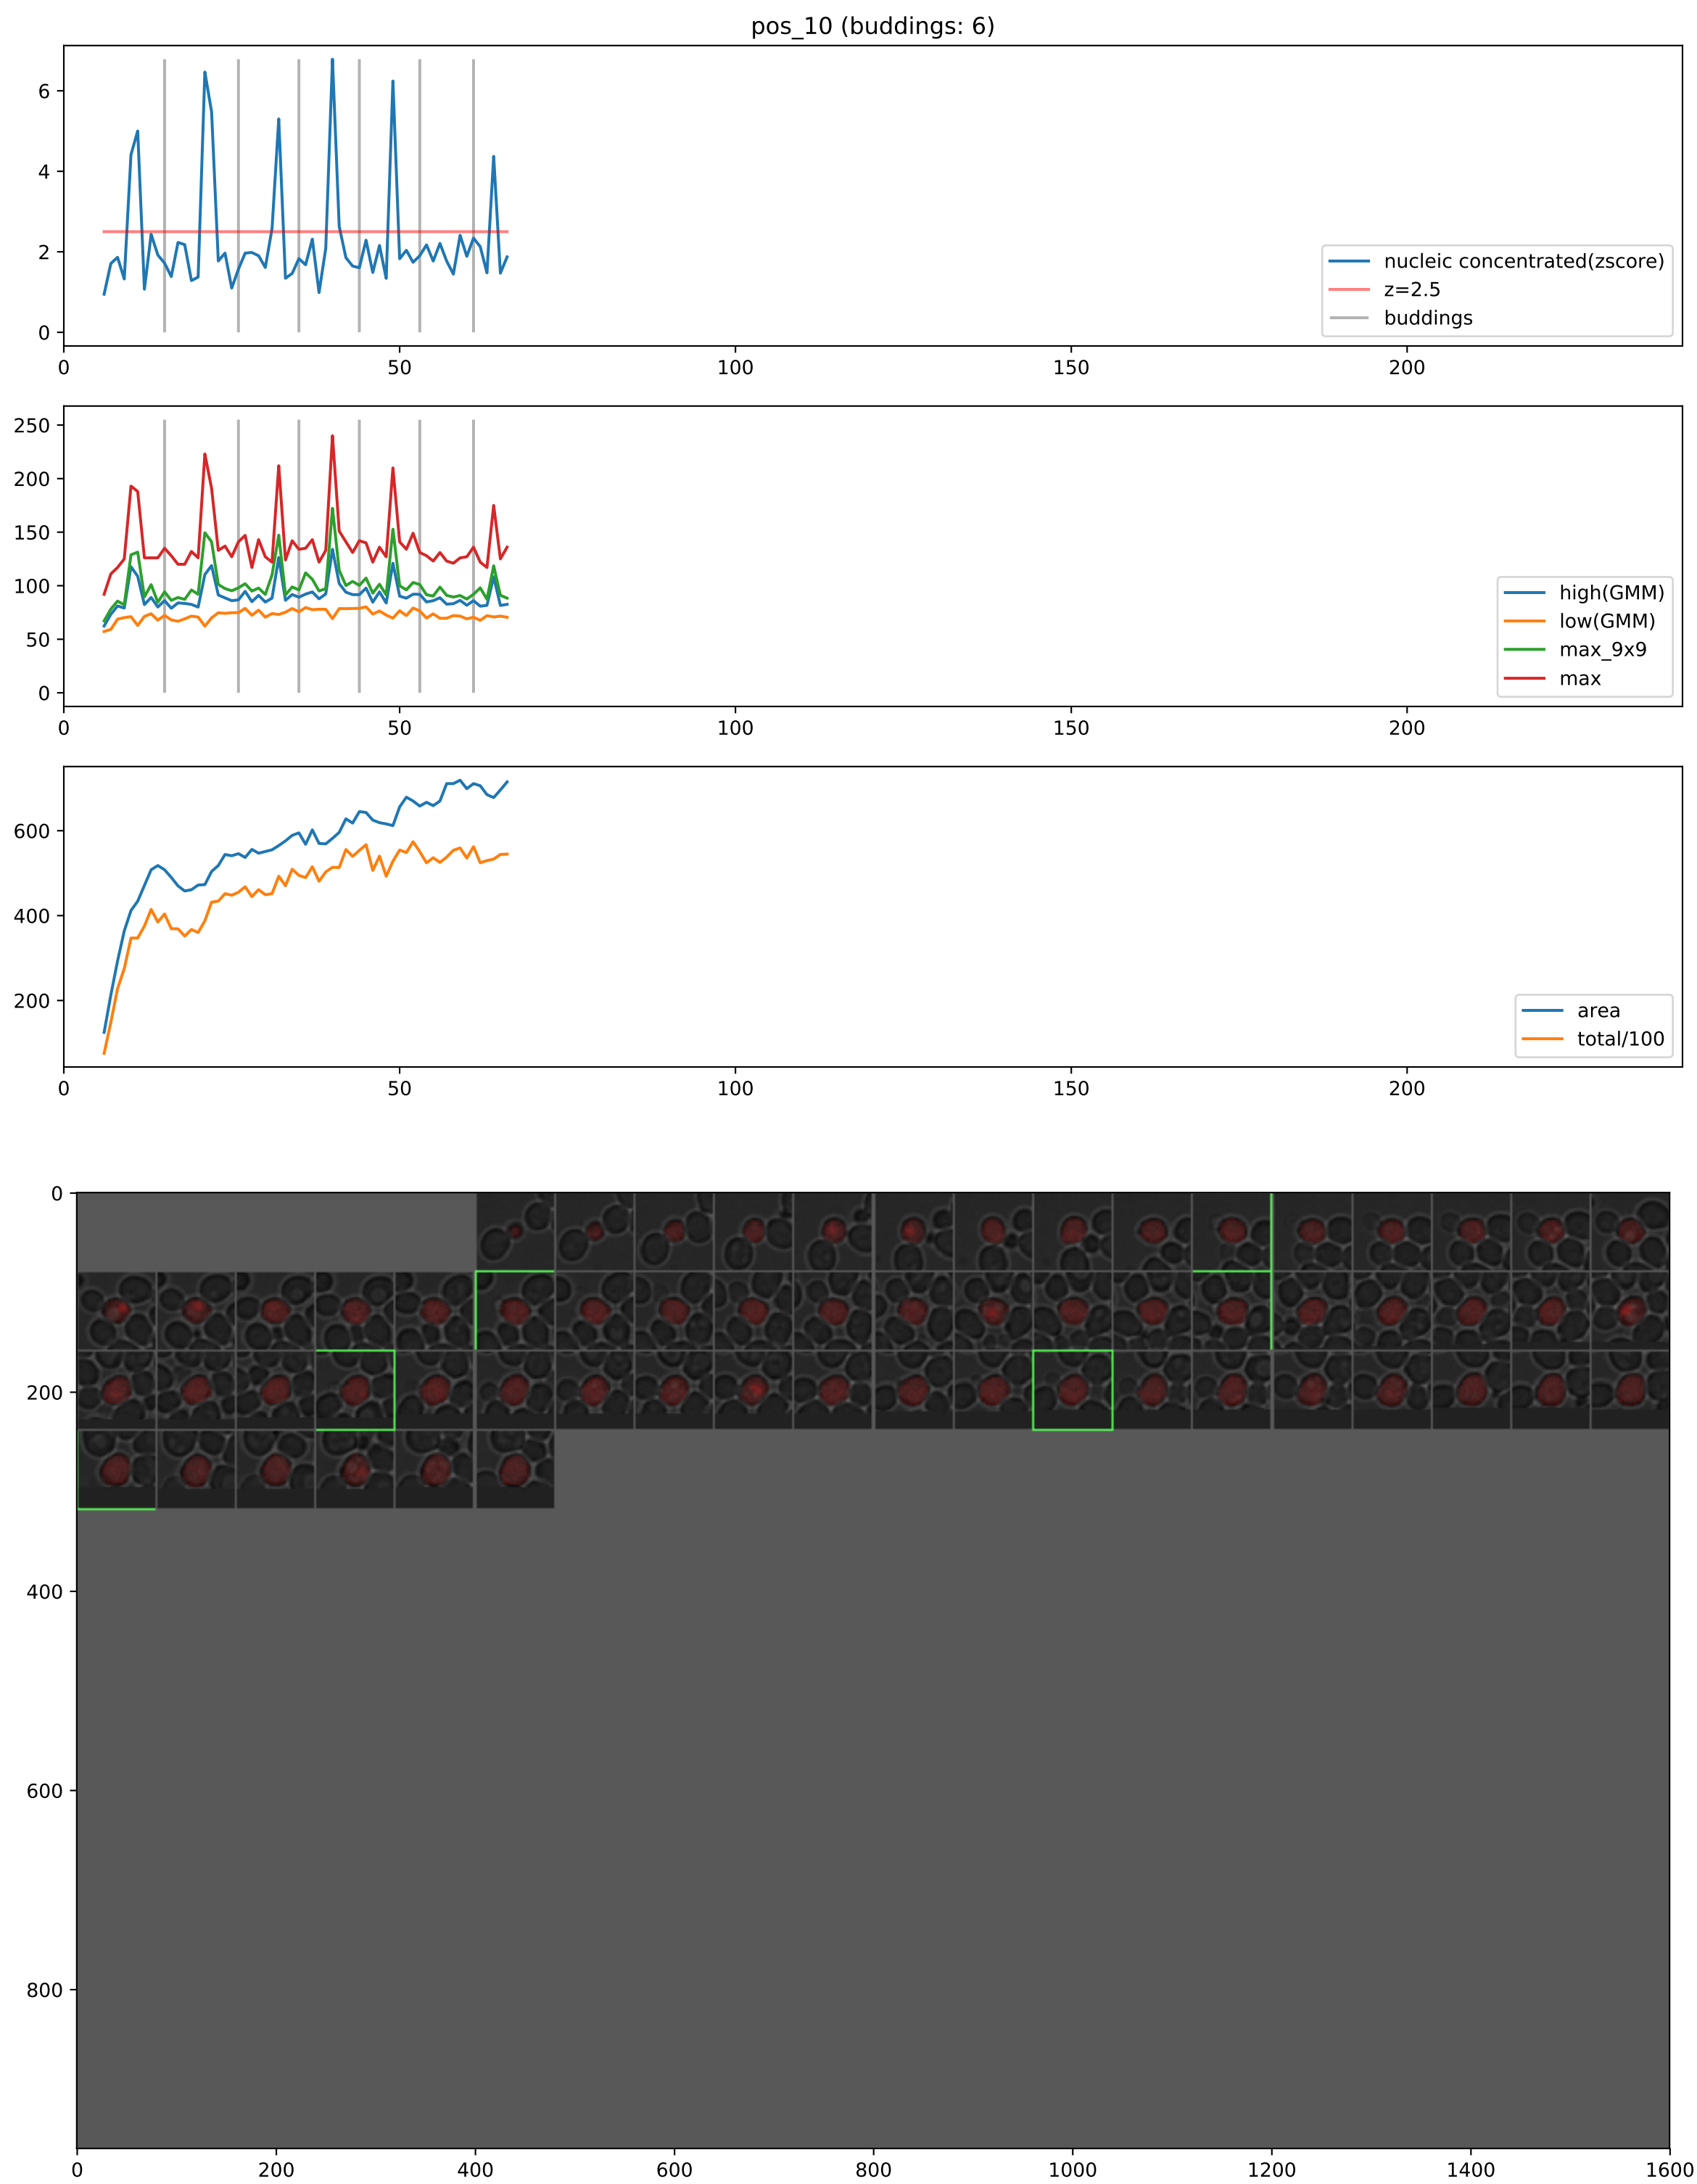 pos_10 (buddings: 6)
6
4
2
0
nucleic concentrated(zscore)
z=2.5
buddings
0 50 100 150 200
250
200
150
100
50
0
high(GMM)
low(GMM)
max_9x9
max
0 50 100 150 200
600
400
200
area
total/100
0 50 100 150 200
0
200
400
600
800
0 200 400 600 800 1000 1200 1400 1600